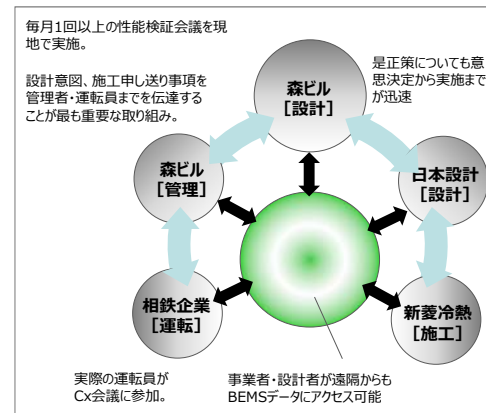 毎月1回以上の性能検証会議を現
地で実施。
設計意図、施工申し送り事項を
管理者・運転員までを伝達する
ことが最も重要な取り組み。
森ビル
[設計]
是正策についても意
思決定から実施まで
が迅速
森ビル
[管理]
日本設計
[設計]
相鉄企業
[運転]
新菱冷熱
[施工]
実際の運転員が
Cx会議に参加。
事業者・設計者が遠隔からも
BEMSデータにアクセス可能